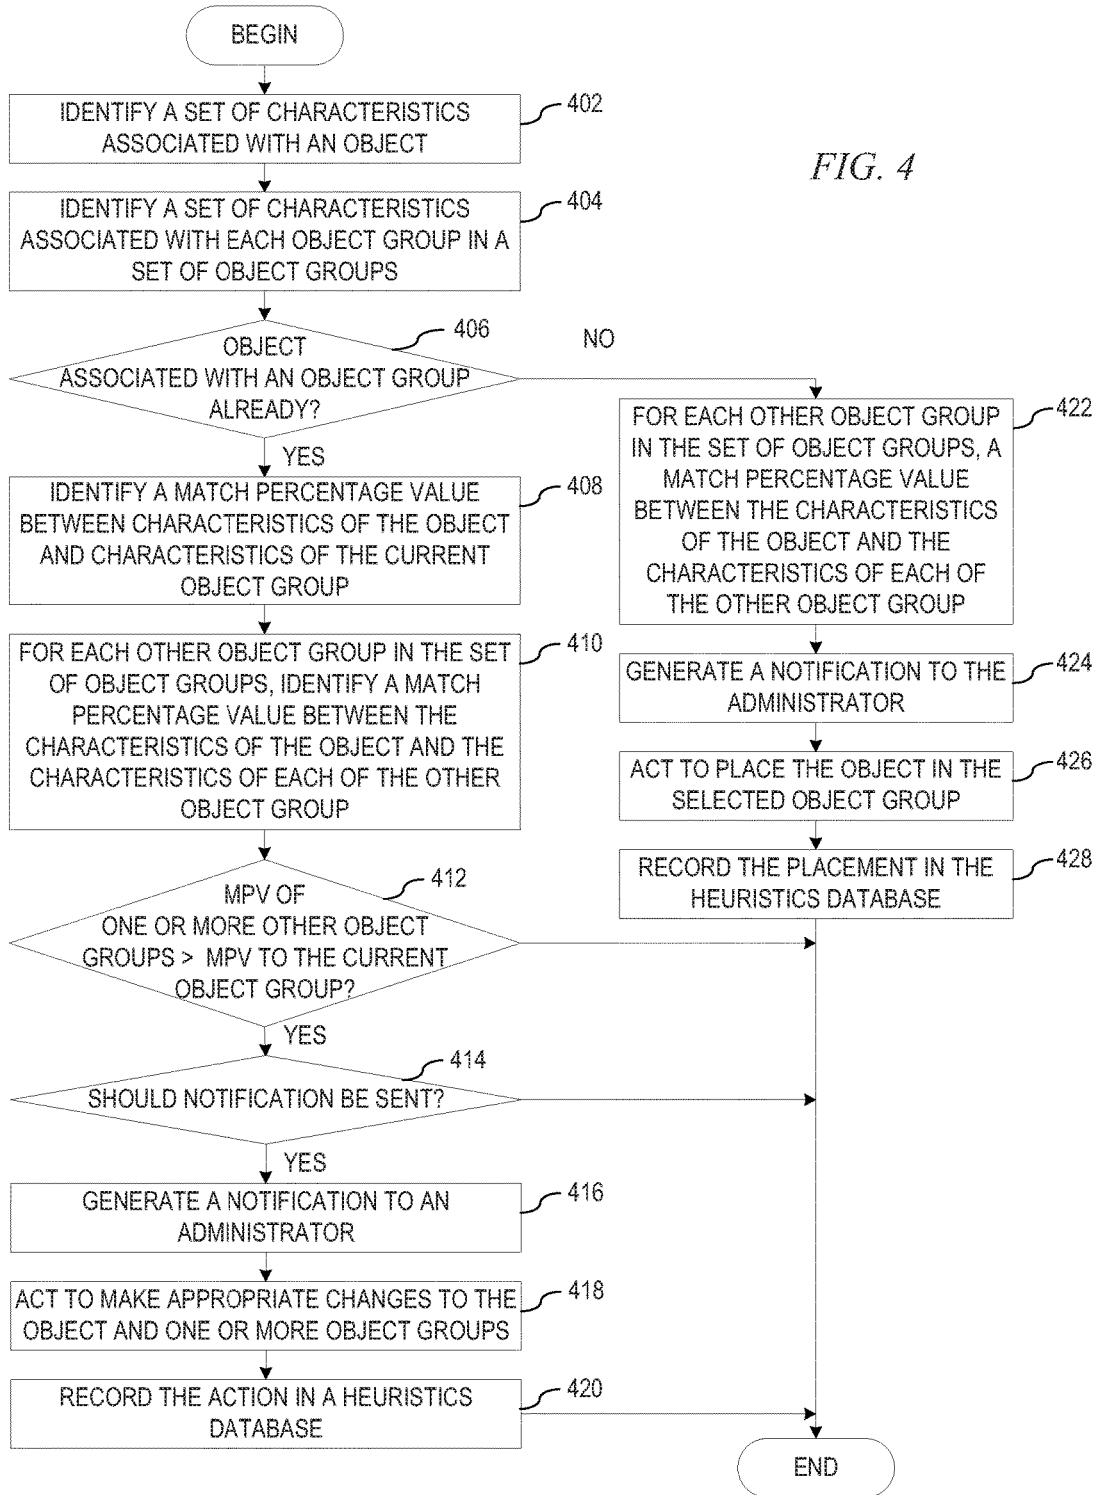 BEGIN
IDENTIFY A SET OF CHARACTERISTICS
ASSOCIATED WITH AN OBJECT
402
FIG. 4
IDENTIFY A SET OF CHARACTERISTICS
ASSOCIATED WITH EACH OBJECT GROUP IN A
SET OF OBJECT GROUPS
404
OBJECT
ASSOCIATED WITH AN OBJECT GROUP
ALREADY?
406
NO
YES
IDENTIFY A MATCH PERCENTAGE VALUE
BETWEEN CHARACTERISTICS OF THE OBJECT
AND CHARACTERISTICS OF THE CURRENT
OBJECT GROUP
408
FOR EACH OTHER OBJECT GROUP IN THE SET
OF OBJECT GROUPS, IDENTIFY A MATCH
PERCENTAGE VALUE BETWEEN THE
CHARACTERISTICS OF THE OBJECT AND THE
CHARACTERISTICS OF EACH OF THE OTHER
OBJECT GROUP
410
MPV OF
ONE OR MORE OTHER OBJECT
GROUPS > MPV TO THE CURRENT
OBJECT GROUP?
412
YES
SHOULD NOTIFICATION BE SENT?
414
YES
GENERATE A NOTIFICATION TO AN
ADMINISTRATOR
416
ACT TO MAKE APPROPRIATE CHANGES TO THE
OBJECT AND ONE OR MORE OBJECT GROUPS
418
RECORD THE ACTION IN A HEURISTICS
DATABASE
420
FOR EACH OTHER OBJECT GROUP
IN THE SET OF OBJECT GROUPS, A
MATCH PERCENTAGE VALUE
BETWEEN THE CHARACTERISTICS
OF THE OBJECT AND THE
CHARACTERISTICS OF EACH OF
THE OTHER OBJECT GROUP
422
GENERATE A NOTIFICATION TO THE
ADMINISTRATOR
424
ACT TO PLACE THE OBJECT IN THE
SELECTED OBJECT GROUP
426
RECORD THE PLACEMENT IN THE
HEURISTICS DATABASE
428
END